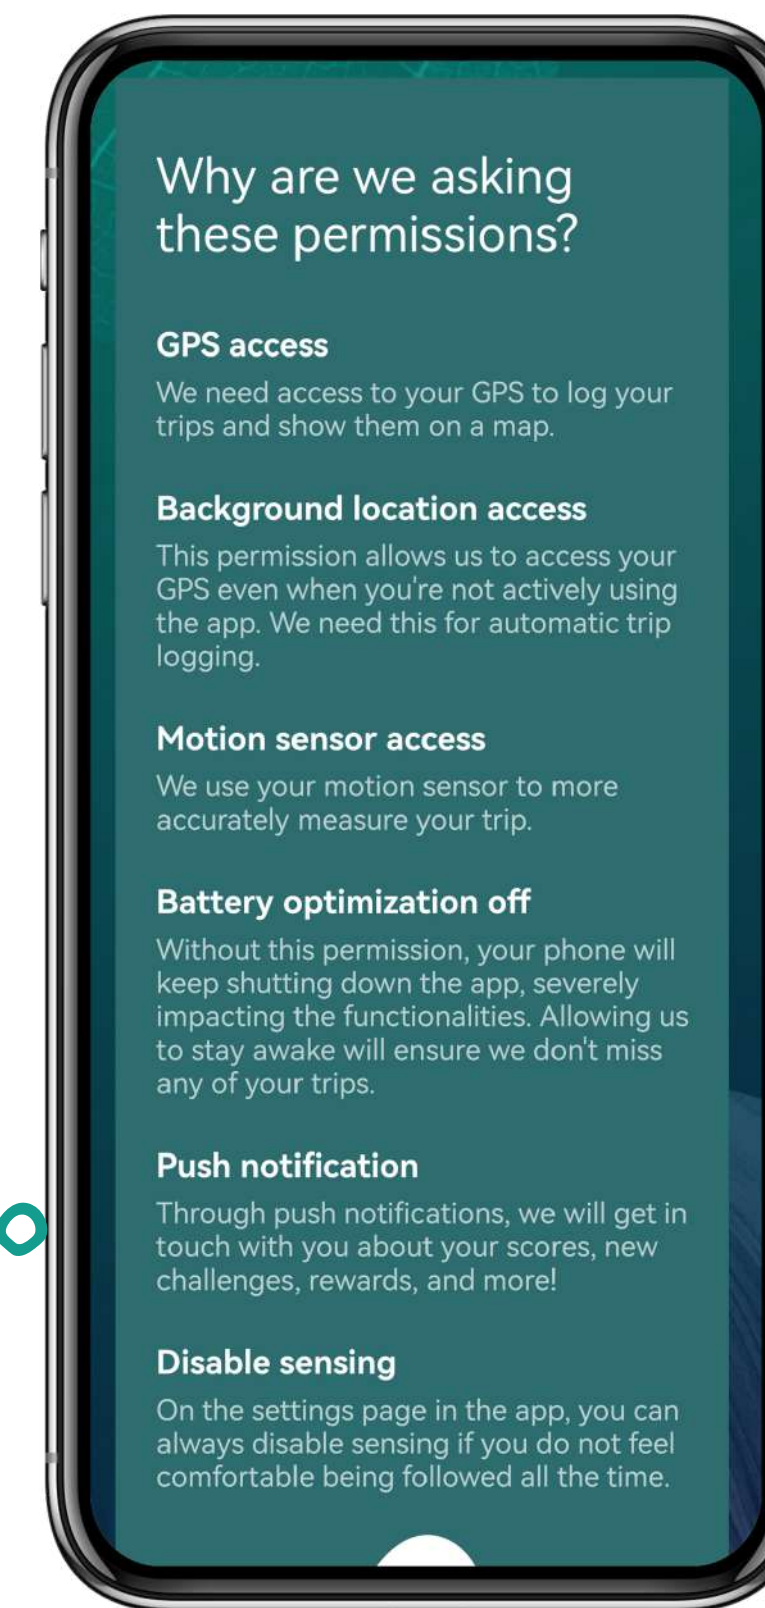 Why are we asking
these permissions?
GPS access
We need access to your GPS to log your
trips and show them on a map.
Background location access
This permission allows us to access your
GPS even when you're not actively using
the app. We need this for automatic trip
logging.
Motion sensor access
We use your motion sensor to more
accurately measure your trip.
Battery optimization off
Without this permission, your phone will
keep shutting down the app, severely
impacting the functionalities. Allowing us
to stay awake will ensure we don't miss
any of your trips.
Push notification
Through push notifications, we will get in
touch with you about your scores, new
challenges, rewards, and more!
Disable sensing
On the settings page in the app, you can
always disable sensing if you do not feel
comfortable being followed all the time.